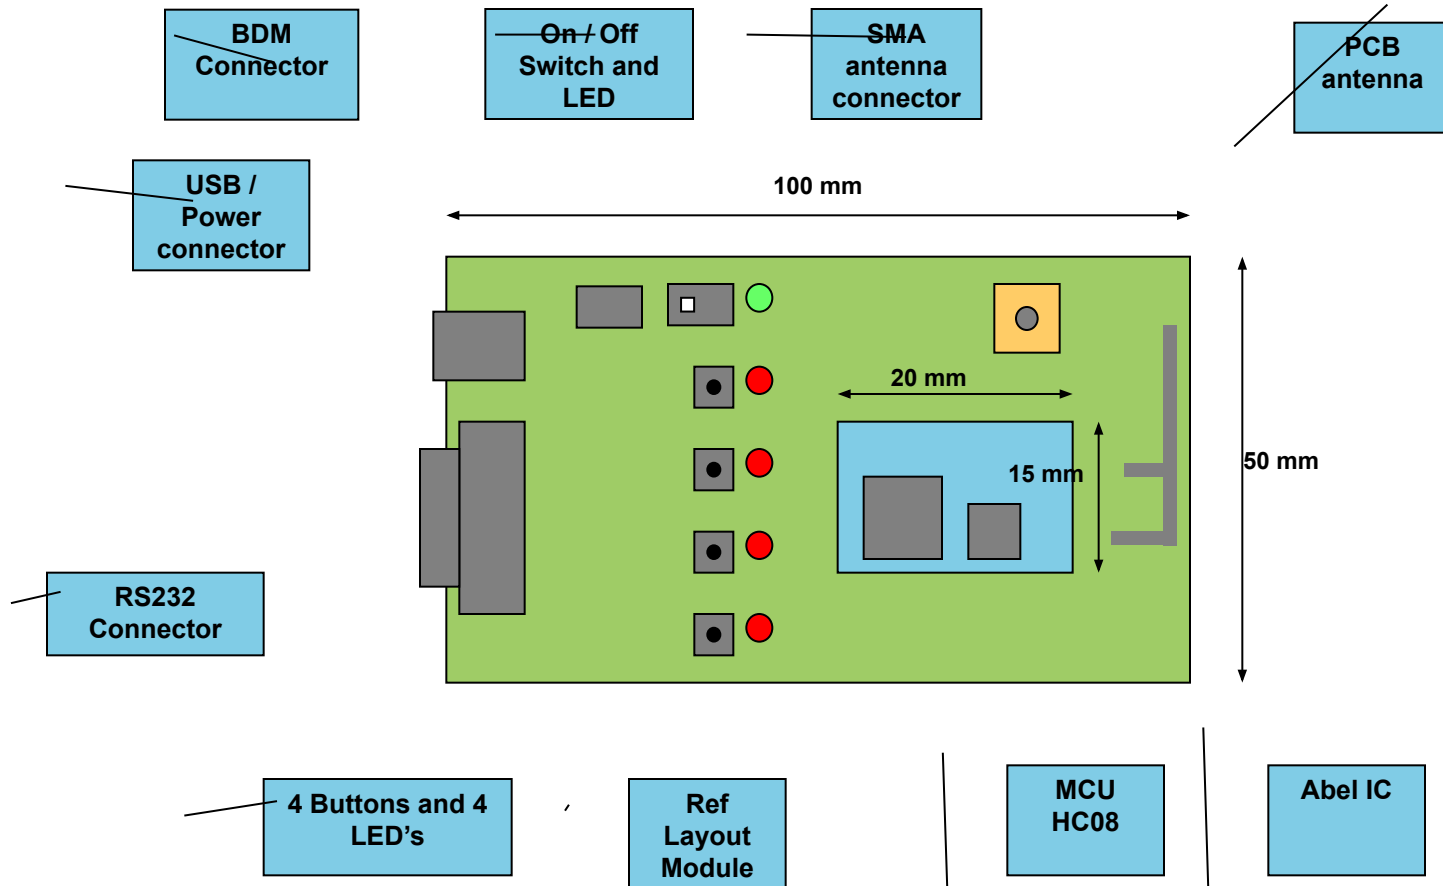 BDM
Connector
On / Off
Switch and
LED
SMA
antenna
connector
PCB
antenna
USB /
Power
connector
100 mm
20 mm
15 mm
50 mm
RS232
Connector
4 Buttons and 4
LED’s
Ref
Layout
Module
MCU
HC08
Abel IC